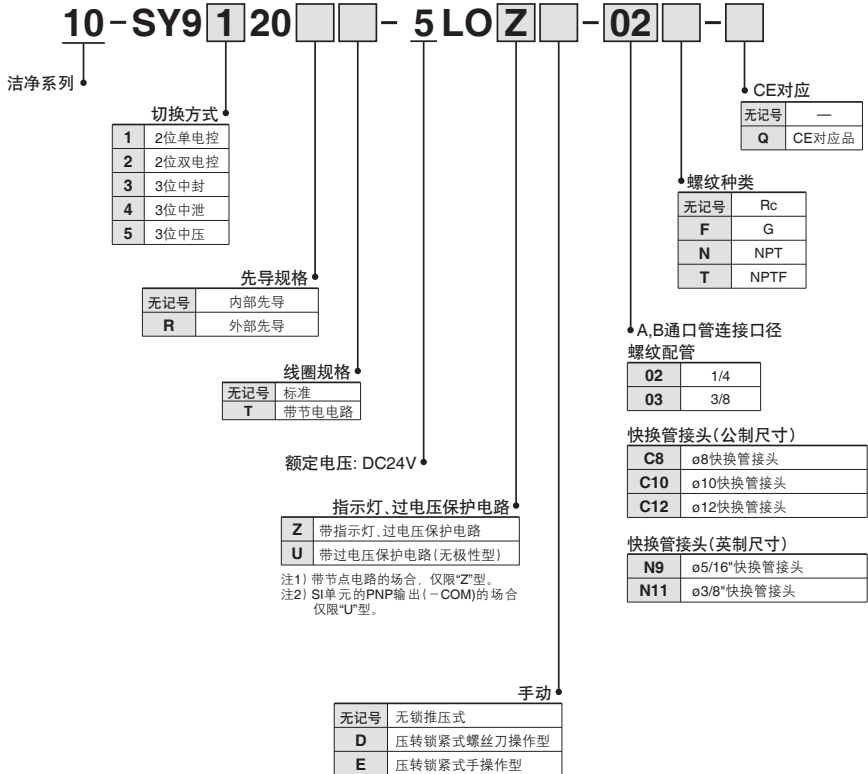 10-SY9 1 20 □ □ - 5 LO Z □ - 02 □ - □
洁净系列
切换方式
1 2位单电控
2 2位双电控
3 3位中封
4 3位中泄
5 3位中压
先导规格
无记号 内部先导
R 外部先导
线圈规格
无记号 标准
T 带节电电路
额定电压: DC24V
指示灯、过电压保护电路
Z 带指示灯、过电压保护电路
U 带过电压保护电路(无极性型)
注1) 带节点电路的场合, 仅限“Z”型。
注2) SI单元的PNP输出(-COM)的场合
仅限“U”型。
手动
无记号 无锁推压式
D 压转锁紧式螺丝刀操作型
E 压转锁紧式手操作型
CE对应
无记号 —
Q CE对应品
螺纹种类
无记号 Rc
F G
N NPT
T NPTF
A,B通口管连接口径
螺纹配管
02 1/4
03 3/8
快换管接头(公制尺寸)
C8 ø8快换管接头
C10 ø10快换管接头
C12 ø12快换管接头
快换管接头(英制尺寸)
N9 ø5/16"快换管接头
N11 ø3/8"快换管接头